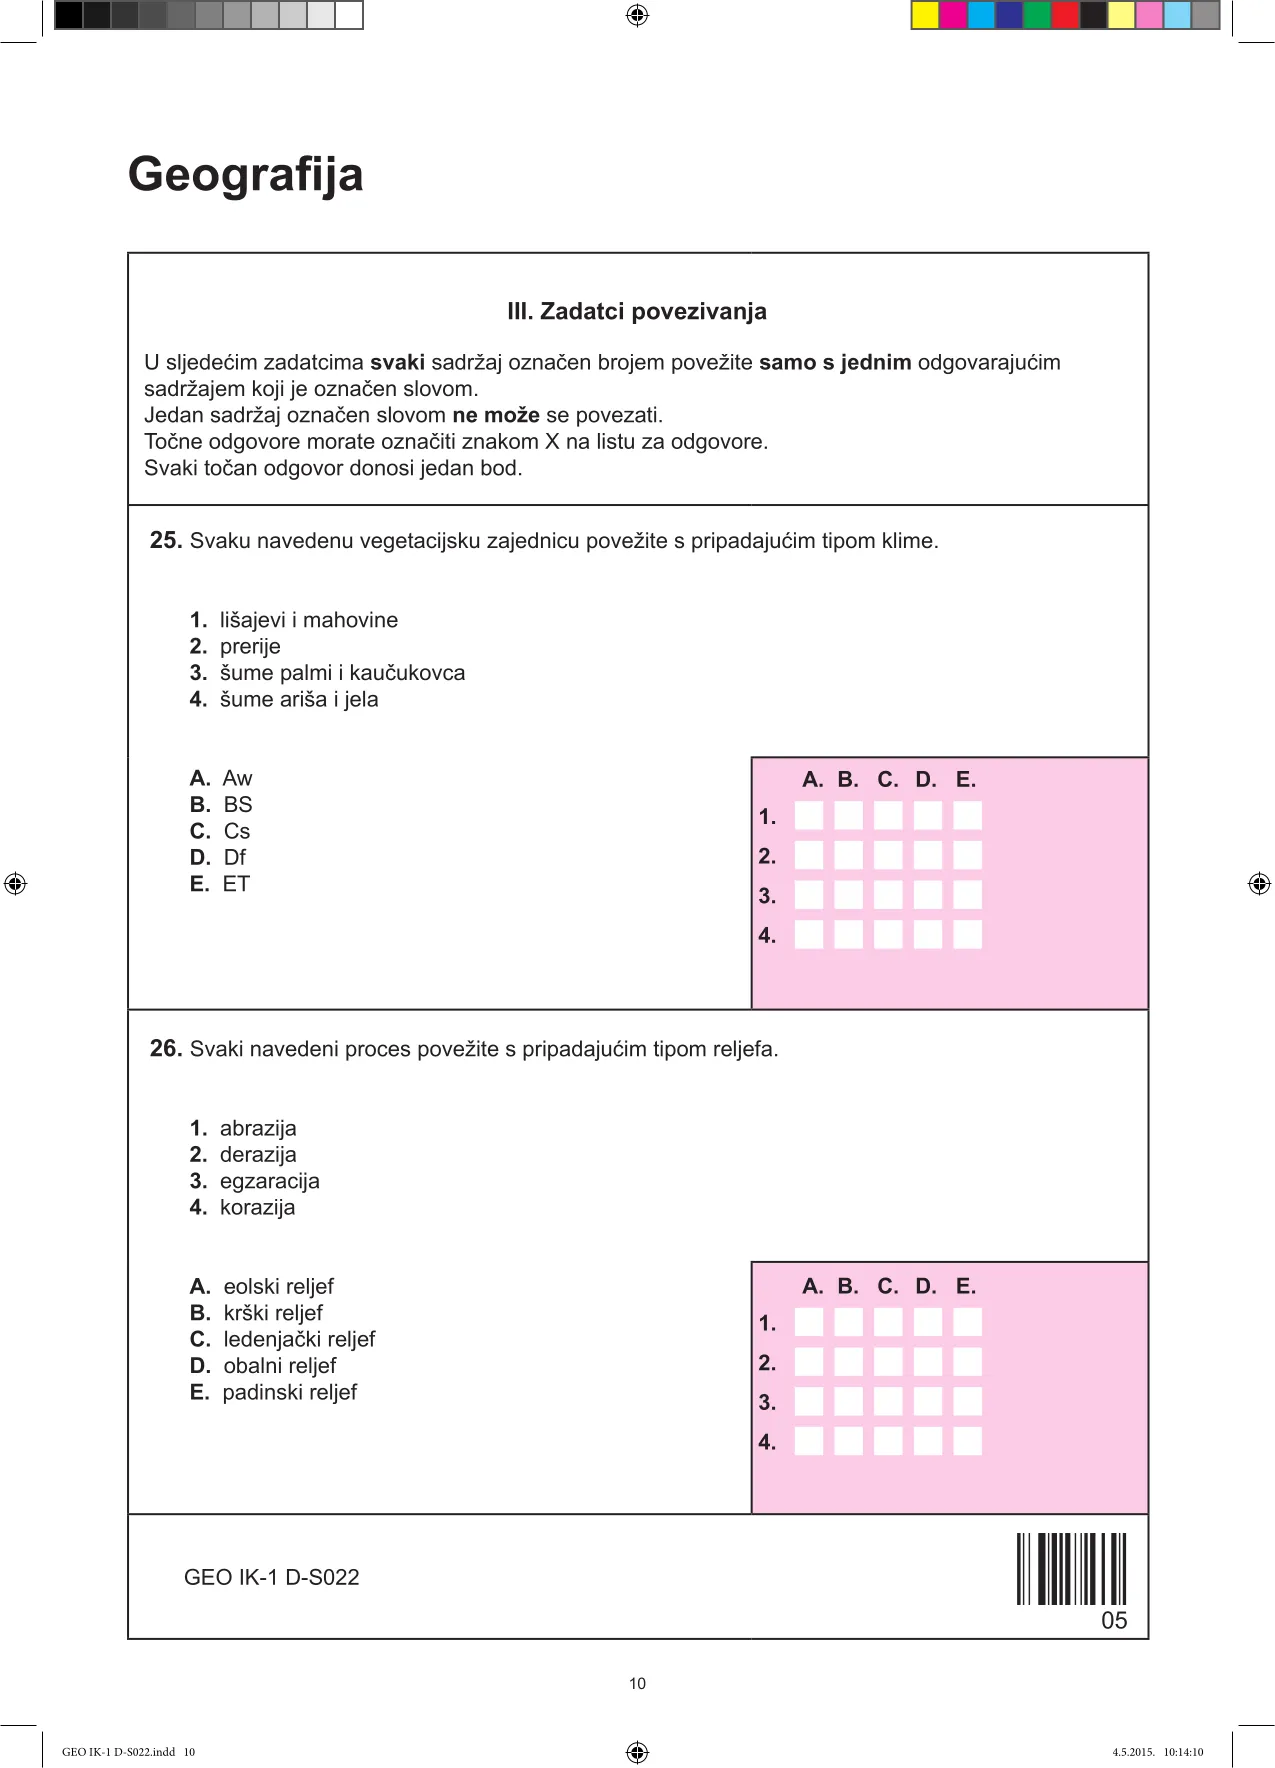 Geografija
III. Zadatci povezivanja
U sljedećim zadatcima svaki sadržaj označen brojem povežite samo s jednim odgovarajućim
sadržajem koji je označen slovom.
Jedan sadržaj označen slovom ne može se povezati.
Točne odgovore morate označiti znakom X na listu za odgovore.
Svaki točan odgovor donosi jedan bod.
25. Svaku navedenu vegetacijsku zajednicu povežite s pripadajućim tipom klime.
1. lišajevi i mahovine
2. prerije
3. šume palmi i kaučukovca
4. šume ariša i jela
A. Aw
B. BS
C. Cs
D. Df
E. ET
A. B. C. D. E.
1.
2.
3.
4.
26. Svaki navedeni proces povežite s pripadajućim tipom reljefa.
1. abrazija
2. derazija
3. egzaracija
4. korazija
A. eolski reljef
B. krški reljef
C. ledenjački reljef
D. obalni reljef
E. padinski reljef
A. B. C. D. E.
1.
2.
3.
4.
GEO IK-1 D-S022
05
10
GEO IK-1 D-S022.indd 10
4.5.2015. 10:14:10